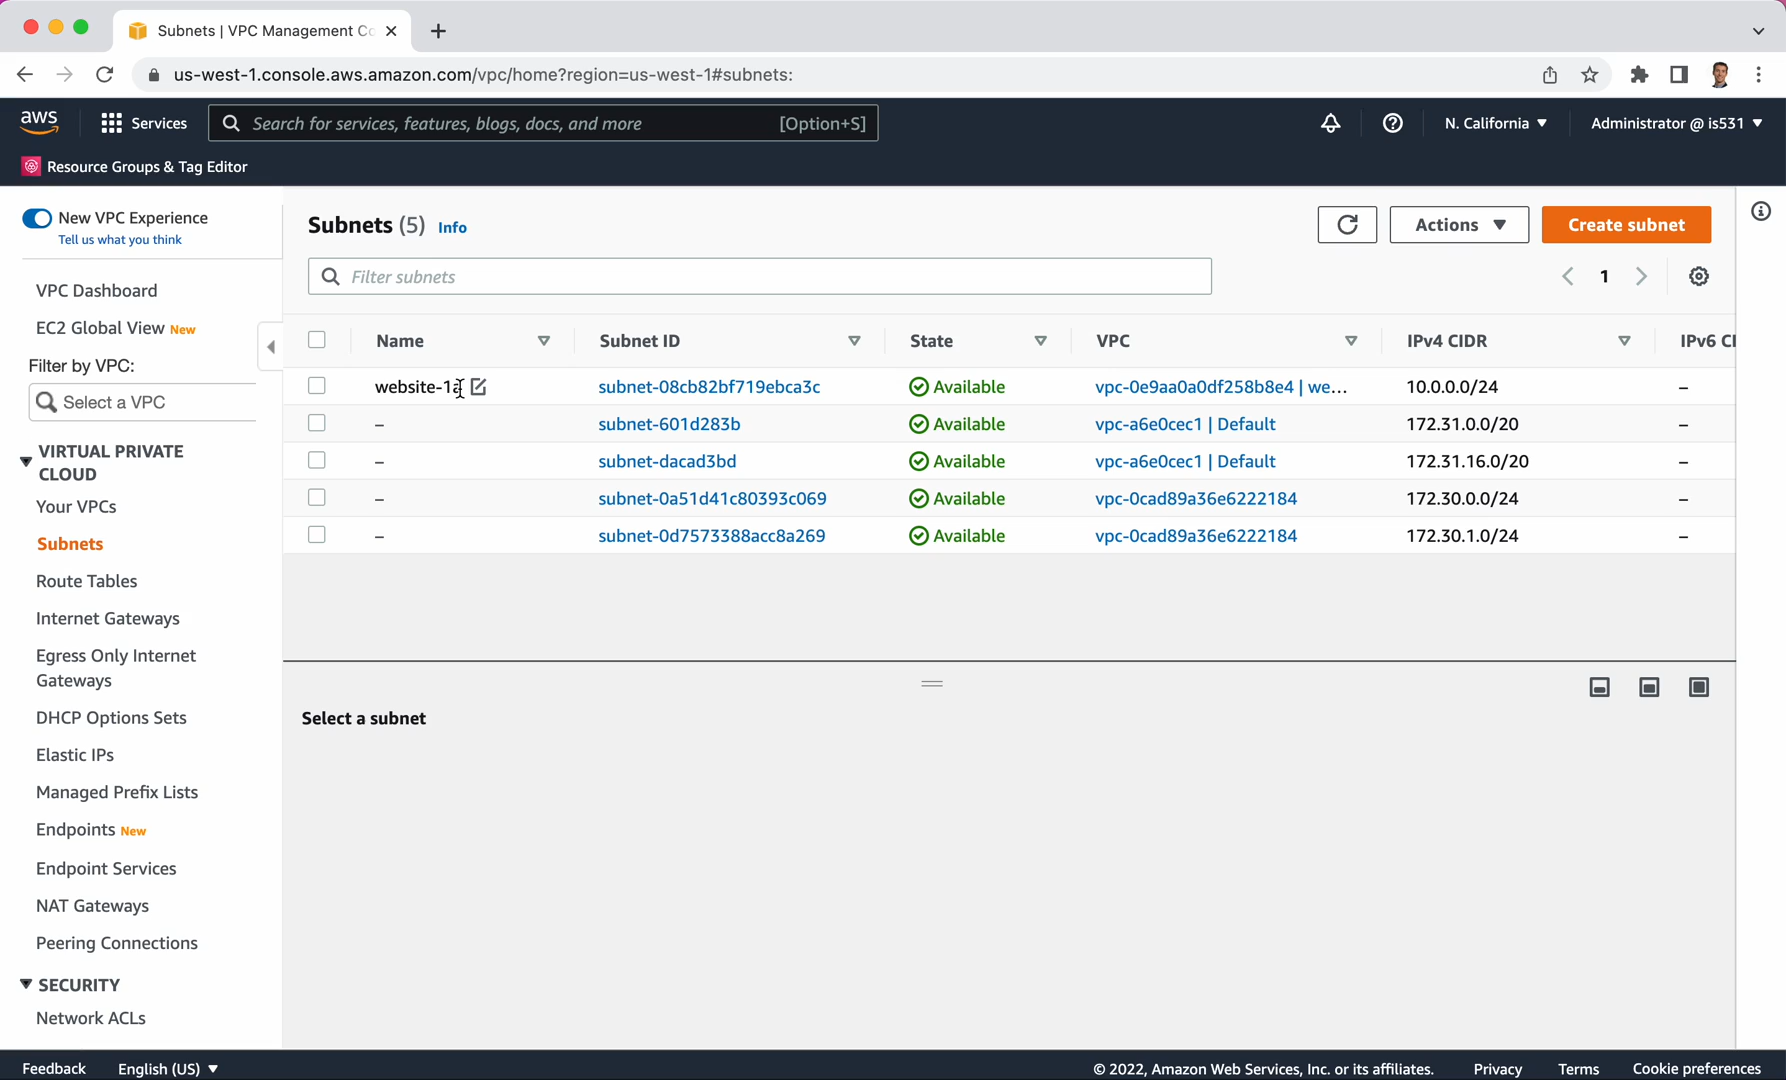 Subnets | VPC Management Co
us-west-1.console.aws.amazon.com/vpc/home?region=us-west-1#subnets:
aws
Services
Search for services, features, blogs, docs, and more [Option+S]
N. California ▼
Administrator @ is531 ▼
Resource Groups & Tag Editor
New VPC Experience
Tell us what you think
VPC Dashboard
EC2 Global View New
Filter by VPC:
Select a VPC
VIRTUAL PRIVATE
CLOUD
Your VPCs
Subnets
Route Tables
Internet Gateways
Egress Only Internet
Gateways
DHCP Options Sets
Elastic IPs
Managed Prefix Lists
Endpoints New
Endpoint Services
NAT Gateways
Peering Connections
SECURITY
Network ACLs
Subnets (5) Info
Actions ▼
Create subnet
Filter subnets
1
Name Subnet ID State VPC IPv4 CIDR IPv6 CI
website-1a subnet-08cb82bf719ebca3c Available vpc-0e9aa0a0df258b8e4 | we... 10.0.0.0/24 –
– subnet-601d283b Available vpc-a6e0cec1 | Default 172.31.0.0/20 –
– subnet-dacad3bd Available vpc-a6e0cec1 | Default 172.31.16.0/20 –
– subnet-0a51d41c80393c069 Available vpc-0cad89a36e6222184 172.30.0.0/24 –
– subnet-0d7573388acc8a269 Available vpc-0cad89a36e6222184 172.30.1.0/24 –
Select a subnet
Feedback English (US) ▼ © 2022, Amazon Web Services, Inc. or its affiliates. Privacy Terms Cookie preferences